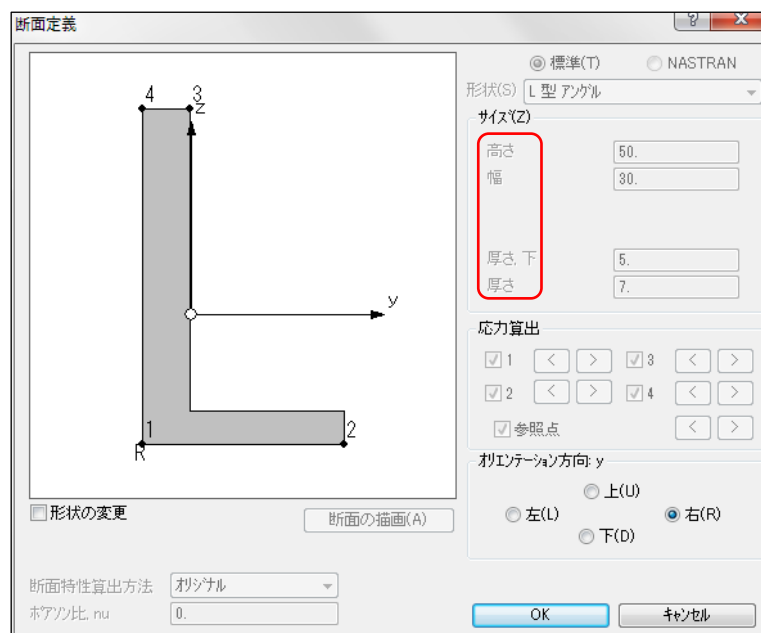 断面定義
標準(T) NASTRAN
形状(S) L 型 アングル
サイズ(Z)
高さ 50.
幅 30.
厚さ, 下 5.
厚さ 7.
4 3
z
y
1 2
R
応力算出
1 < > 3 < >
2 < > 4 < >
参照点 < >
オリエンテーション方向: y
上(U)
左(L) 右(R)
下(D)
形状の変更 断面の描画(A)
断面特性算出方法 オリジナル
ポアソン比, nu 0.
OK キャンセル